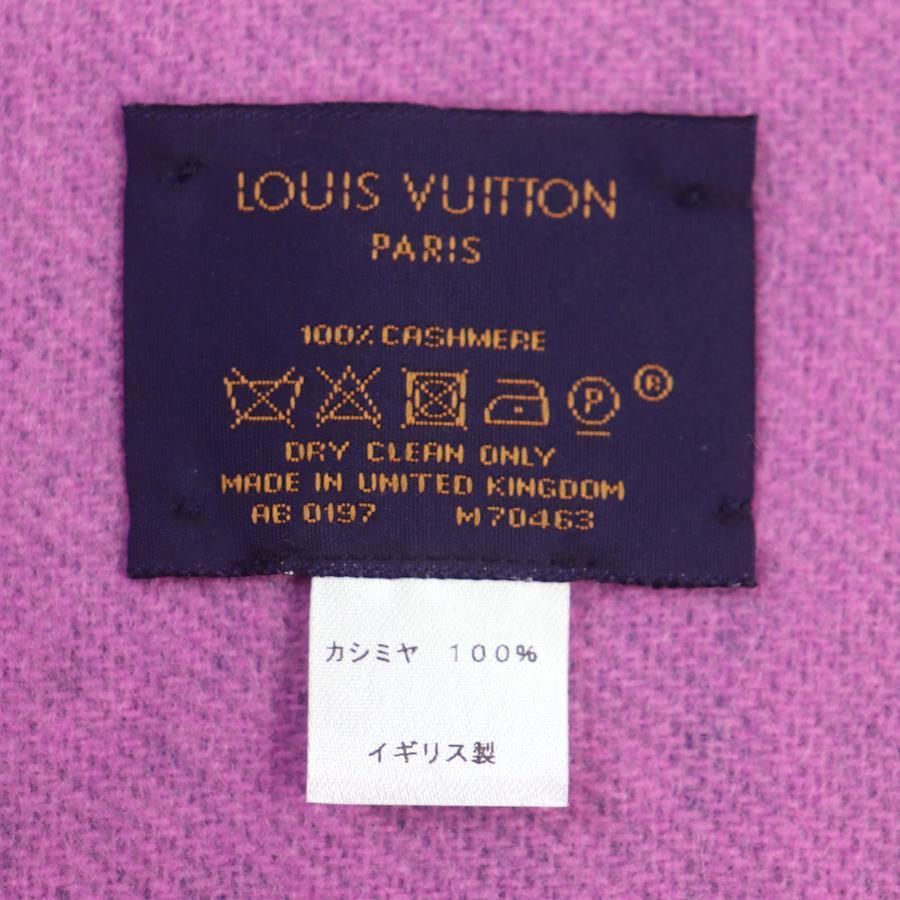 LOUIS VUITTON
PARIS
100% CASHMERE
P ®
DRY CLEAN ONLY
MADE IN UNITED KINGDOM
AB 0197 M70463
カシミヤ 100%
イギリス製